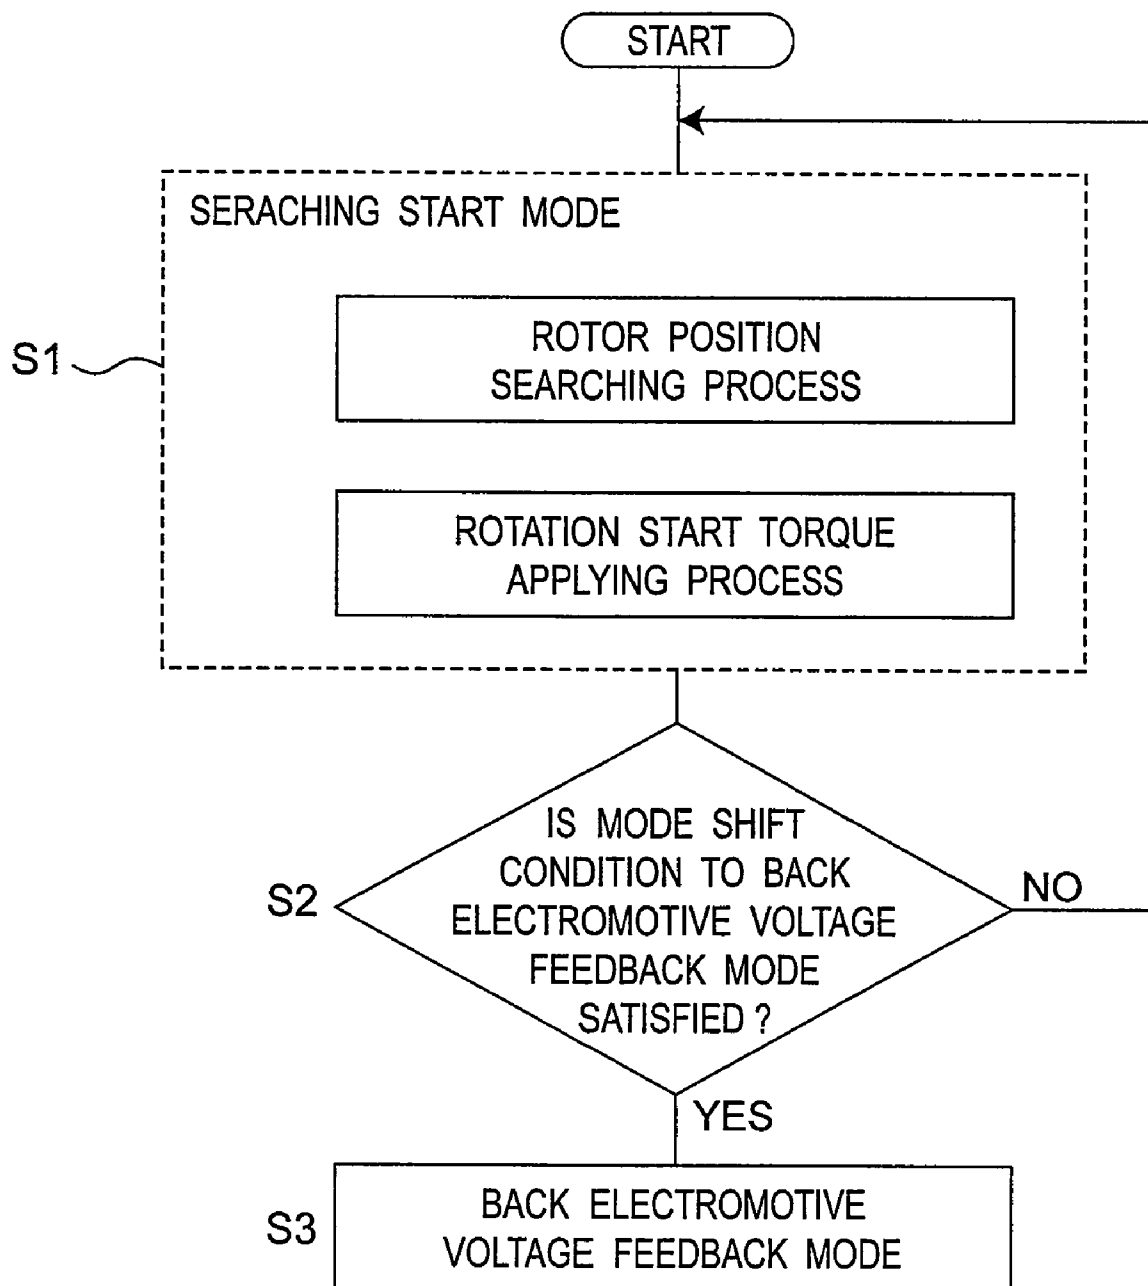 START
SERACHING START MODE
S1
ROTOR POSITION
SEARCHING PROCESS
ROTATION START TORQUE
APPLYING PROCESS
S2
IS MODE SHIFT
CONDITION TO BACK
ELECTROMOTIVE VOLTAGE
FEEDBACK MODE
SATISFIED ?
NO
YES
S3
BACK ELECTROMOTIVE
VOLTAGE FEEDBACK MODE